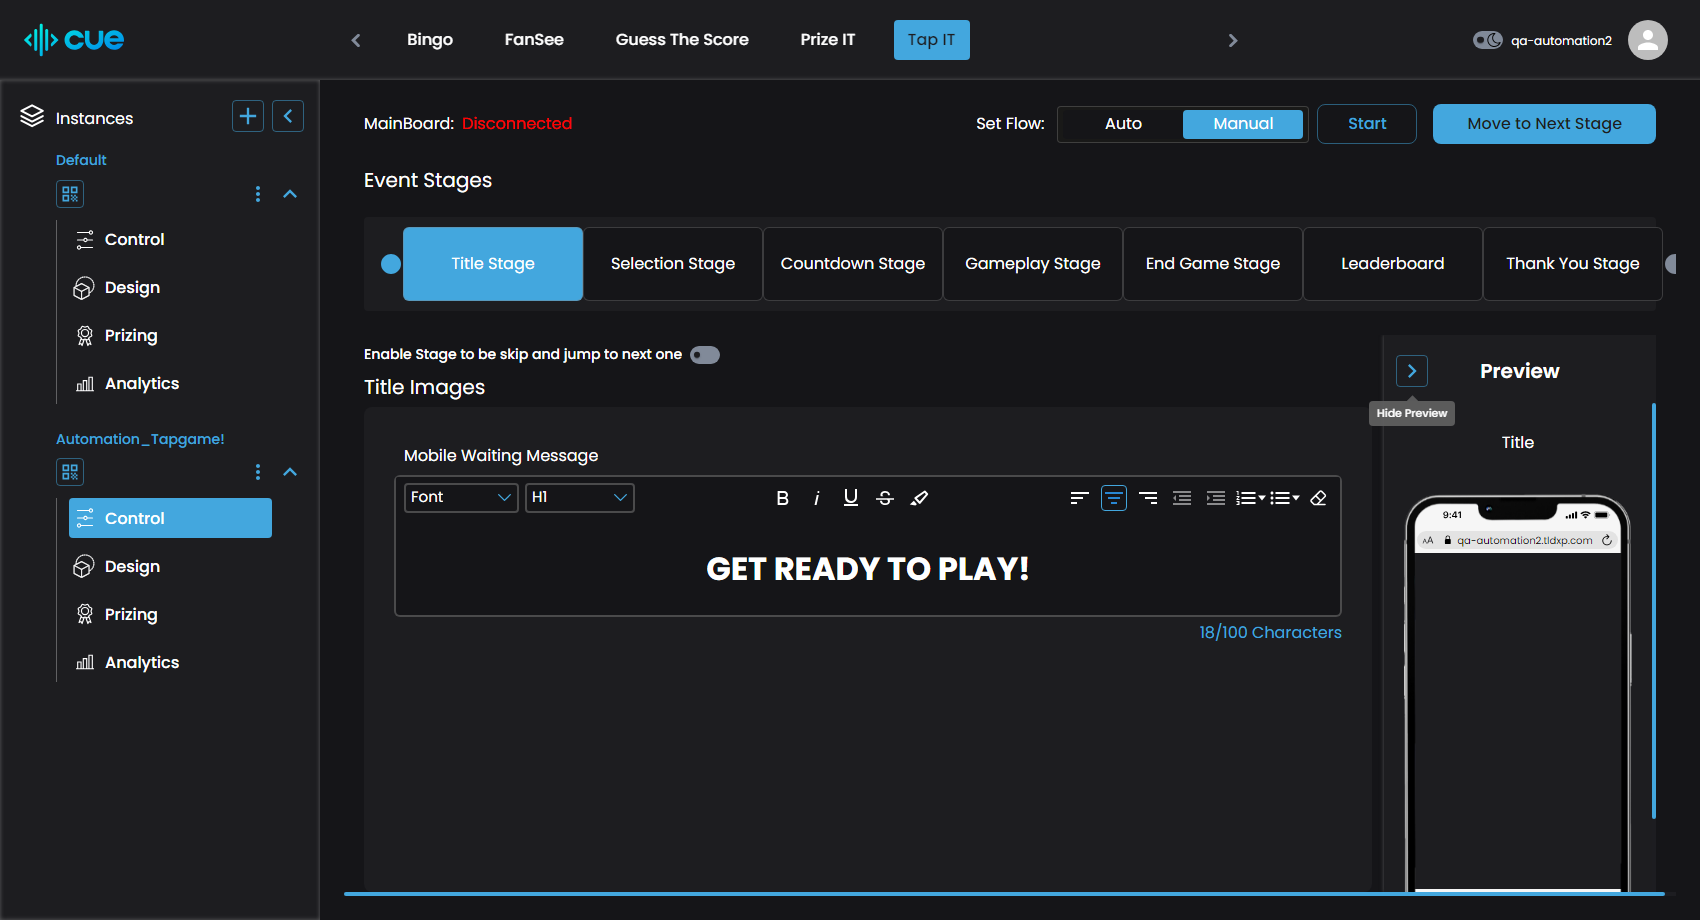 cue
Bingo
FanSee
Guess The Score
Prize IT
Tap IT
qa-automation2
Instances
Default
Control
Design
Prizing
Analytics
Automation_Tapgame!
Control
Design
Prizing
Analytics
MainBoard: Disconnected
Set Flow:
Auto
Manual
Start
Move to Next Stage
Event Stages
Title Stage
Selection Stage
Countdown Stage
Gameplay Stage
End Game Stage
Leaderboard
Thank You Stage
Enable Stage to be skip and jump to next one
Title Images
Mobile Waiting Message
Font
H1
B
i
U
S
GET READY TO PLAY!
18/100 Characters
Preview
Hide Preview
Title
9:41
AA
qa-automation2.tldxp.com